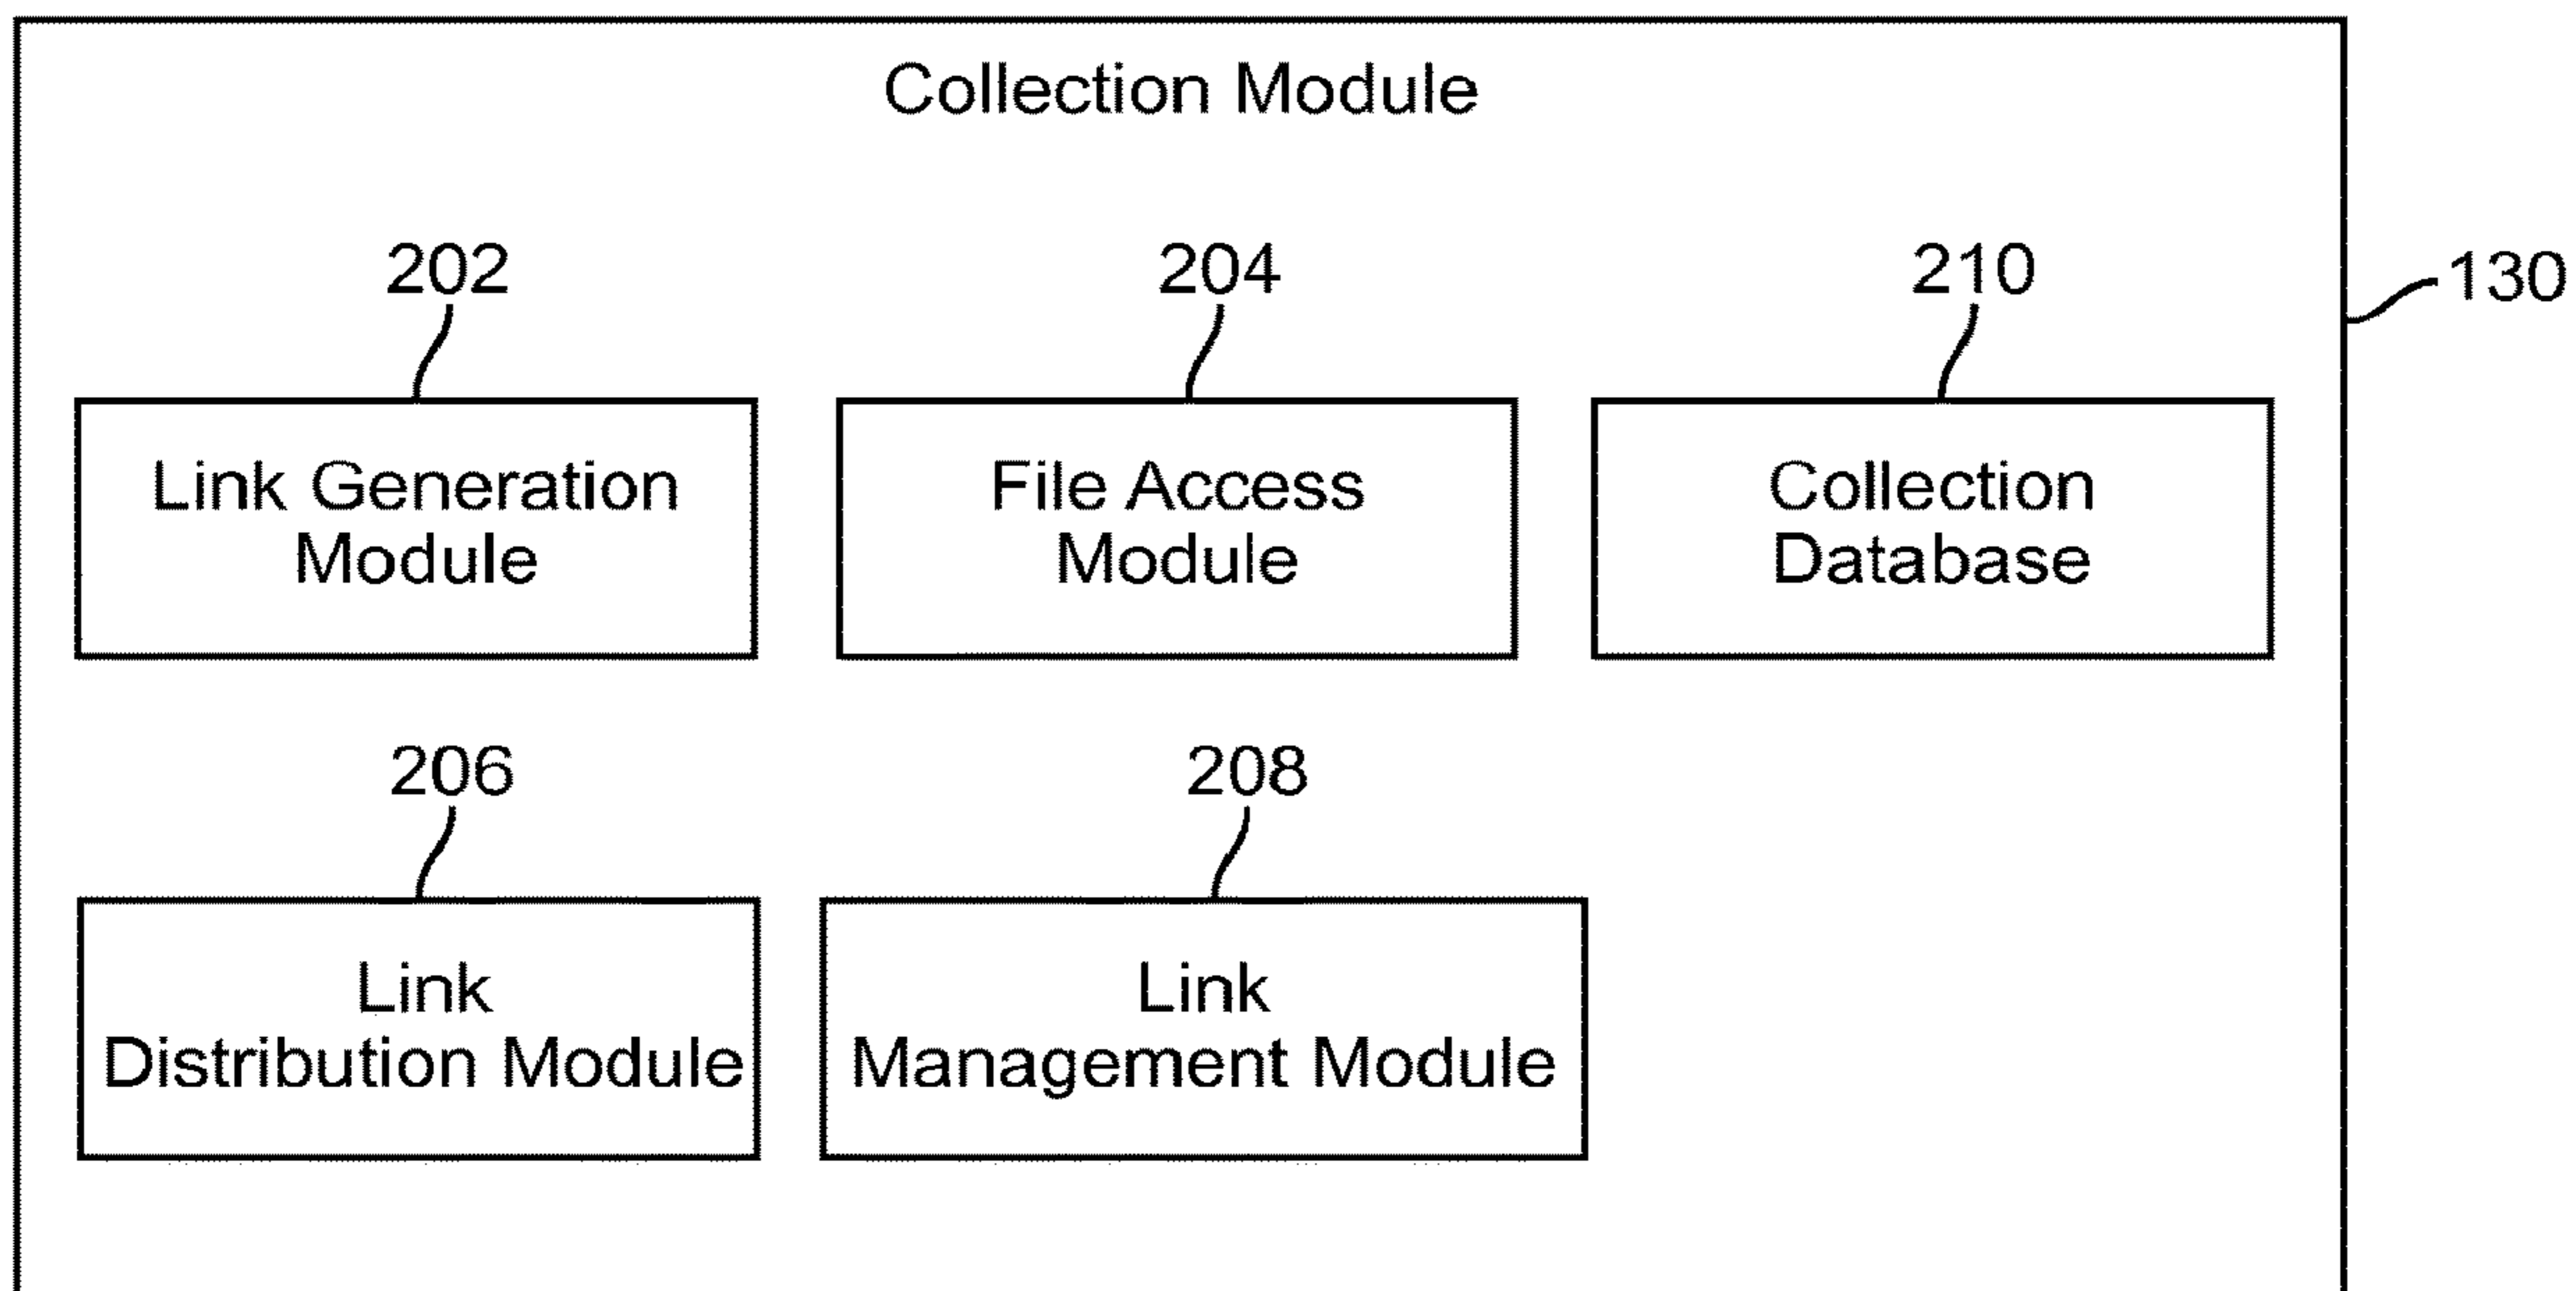 Collection Module
202
204
210
130
Link Generation
Module
File Access
Module
Collection
Database
206
208
Link
Distribution Module
Link
Management Module